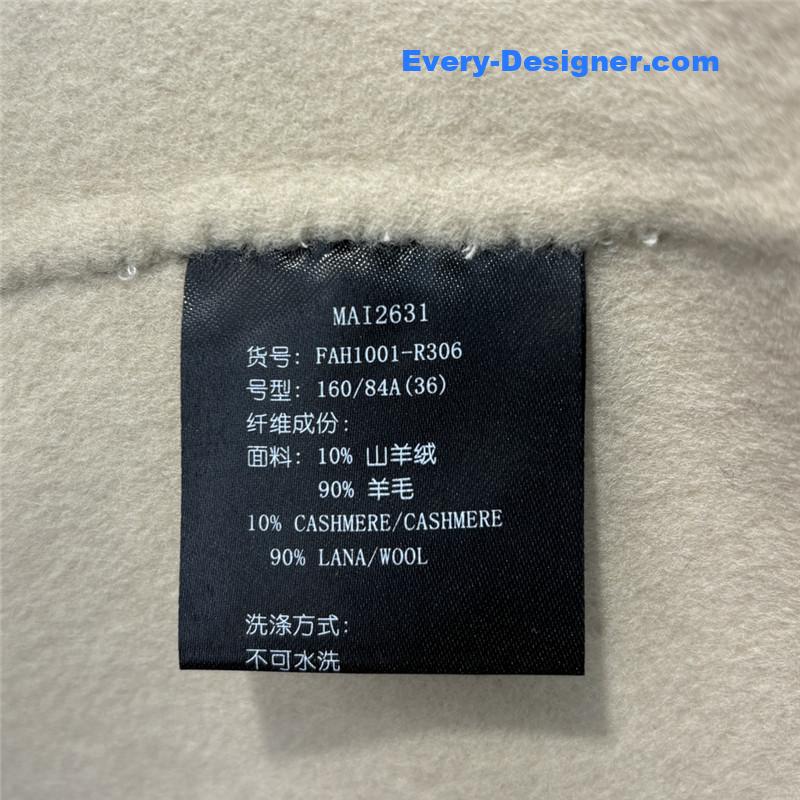 Every-Designer.com
MAI2631
货号: FAH1001-R306
号型: 160/84A(36)
纤维成份:
面料: 10% 山羊绒
90% 羊毛
10% CASHMERE/CASHMERE
90% LANA/WOOL
洗涤方式:
不可水洗